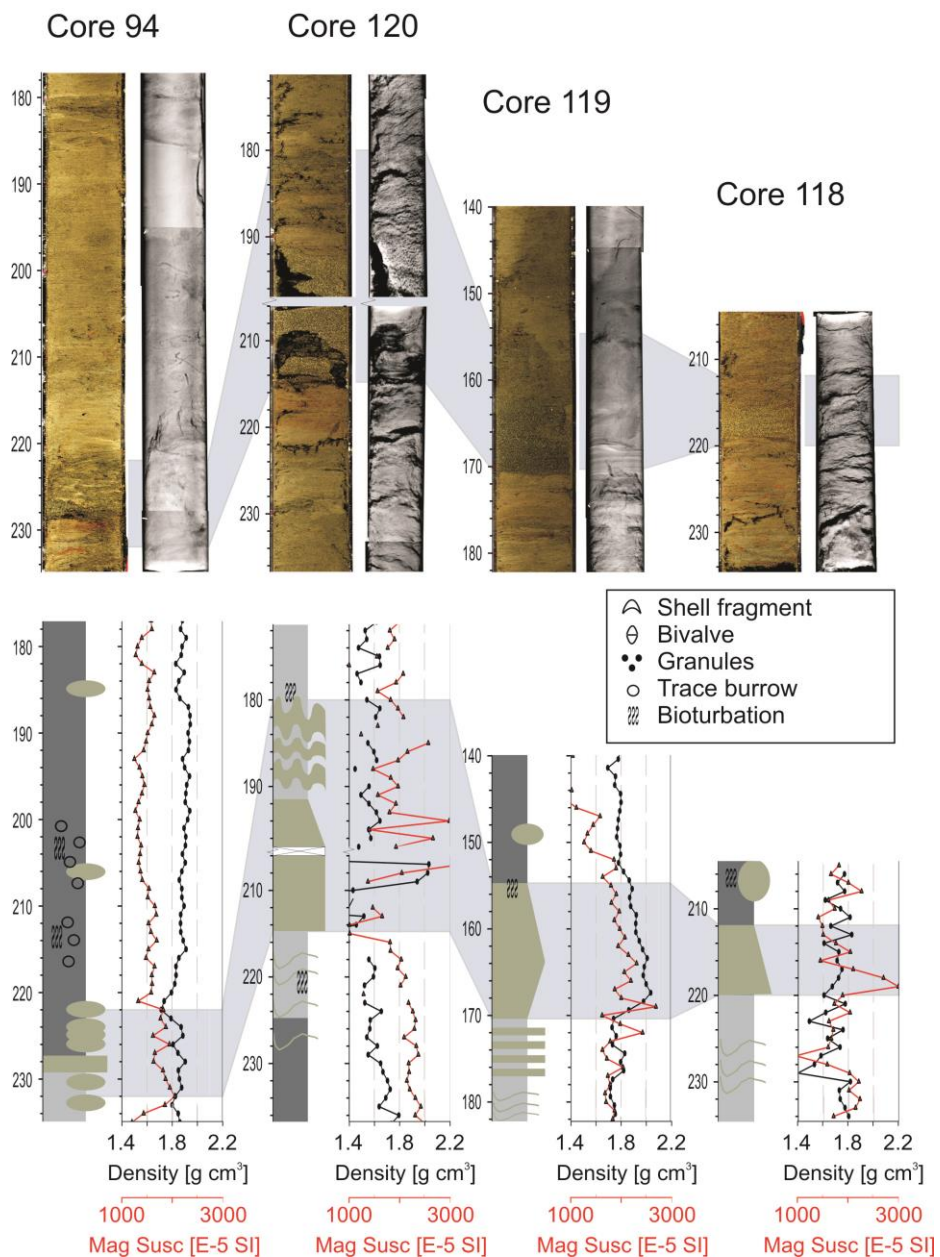 Core 94
Core 120
Core 119
Core 118
180
190
200
210
220
230
180
190
210
220
230
140
150
160
170
180
210
220
230
Shell fragment
Bivalve
Granules
Trace burrow
Bioturbation
180
190
200
210
220
230
180
190
210
220
230
140
150
160
170
180
210
220
230
1.4 1.8 2.2
Density [g cm³]
1000 3000
Mag Susc [E-5 SI]
1.4 1.8 2.2
Density [g cm³]
1000 3000
Mag Susc [E-5 SI]
1.4 1.8 2.2
Density [g cm³]
1000 3000
Mag Susc [E-5 SI]
1.4 1.8 2.2
Density [g cm³]
1000 3000
Mag Susc [E-5 SI]